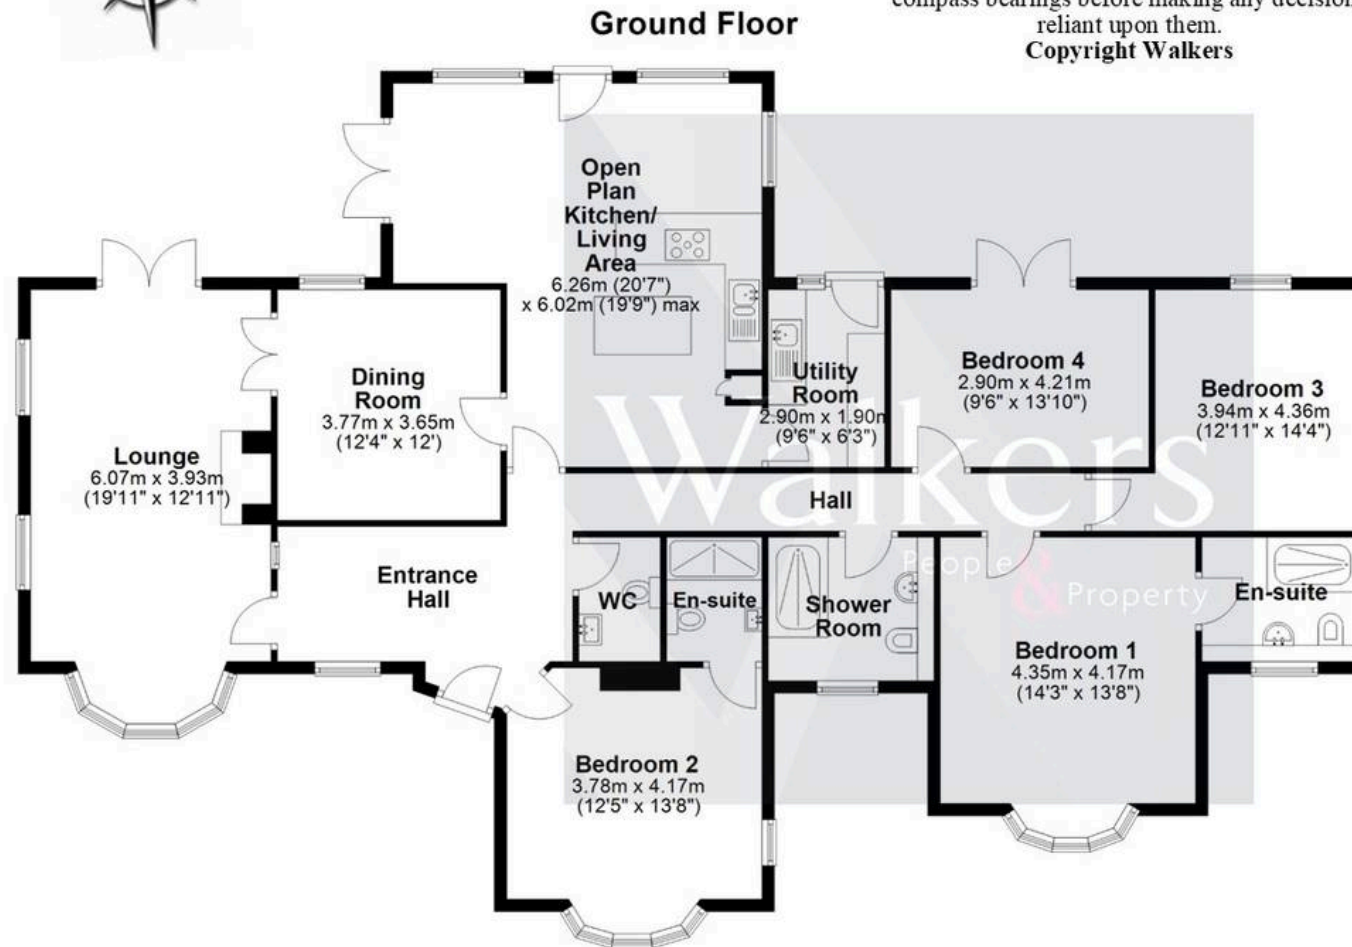 compass bearings before making any decision
reliant upon them.
Copyright Walkers
Ground Floor
Open
Plan
Kitchen/
Living
Area
6.26m (20'7")
x 6.02m (19'9") max
Dining
Room
3.77m x 3.65m
(12'4" x 12')
Lounge
6.07m x 3.93m
(19'11" x 12'11")
Utility
Room
2.90m x 1.90m
(9'6" x 6'3")
Bedroom 4
2.90m x 4.21m
(9'6" x 13'10")
Bedroom 3
3.94m x 4.36m
(12'11" x 14'4")
Walkers
People & Property
Hall
Entrance
Hall
WC
En-suite
Shower
Room
Bedroom 1
4.35m x 4.17m
(14'3" x 13'8")
En-suite
Bedroom 2
3.78m x 4.17m
(12'5" x 13'8")